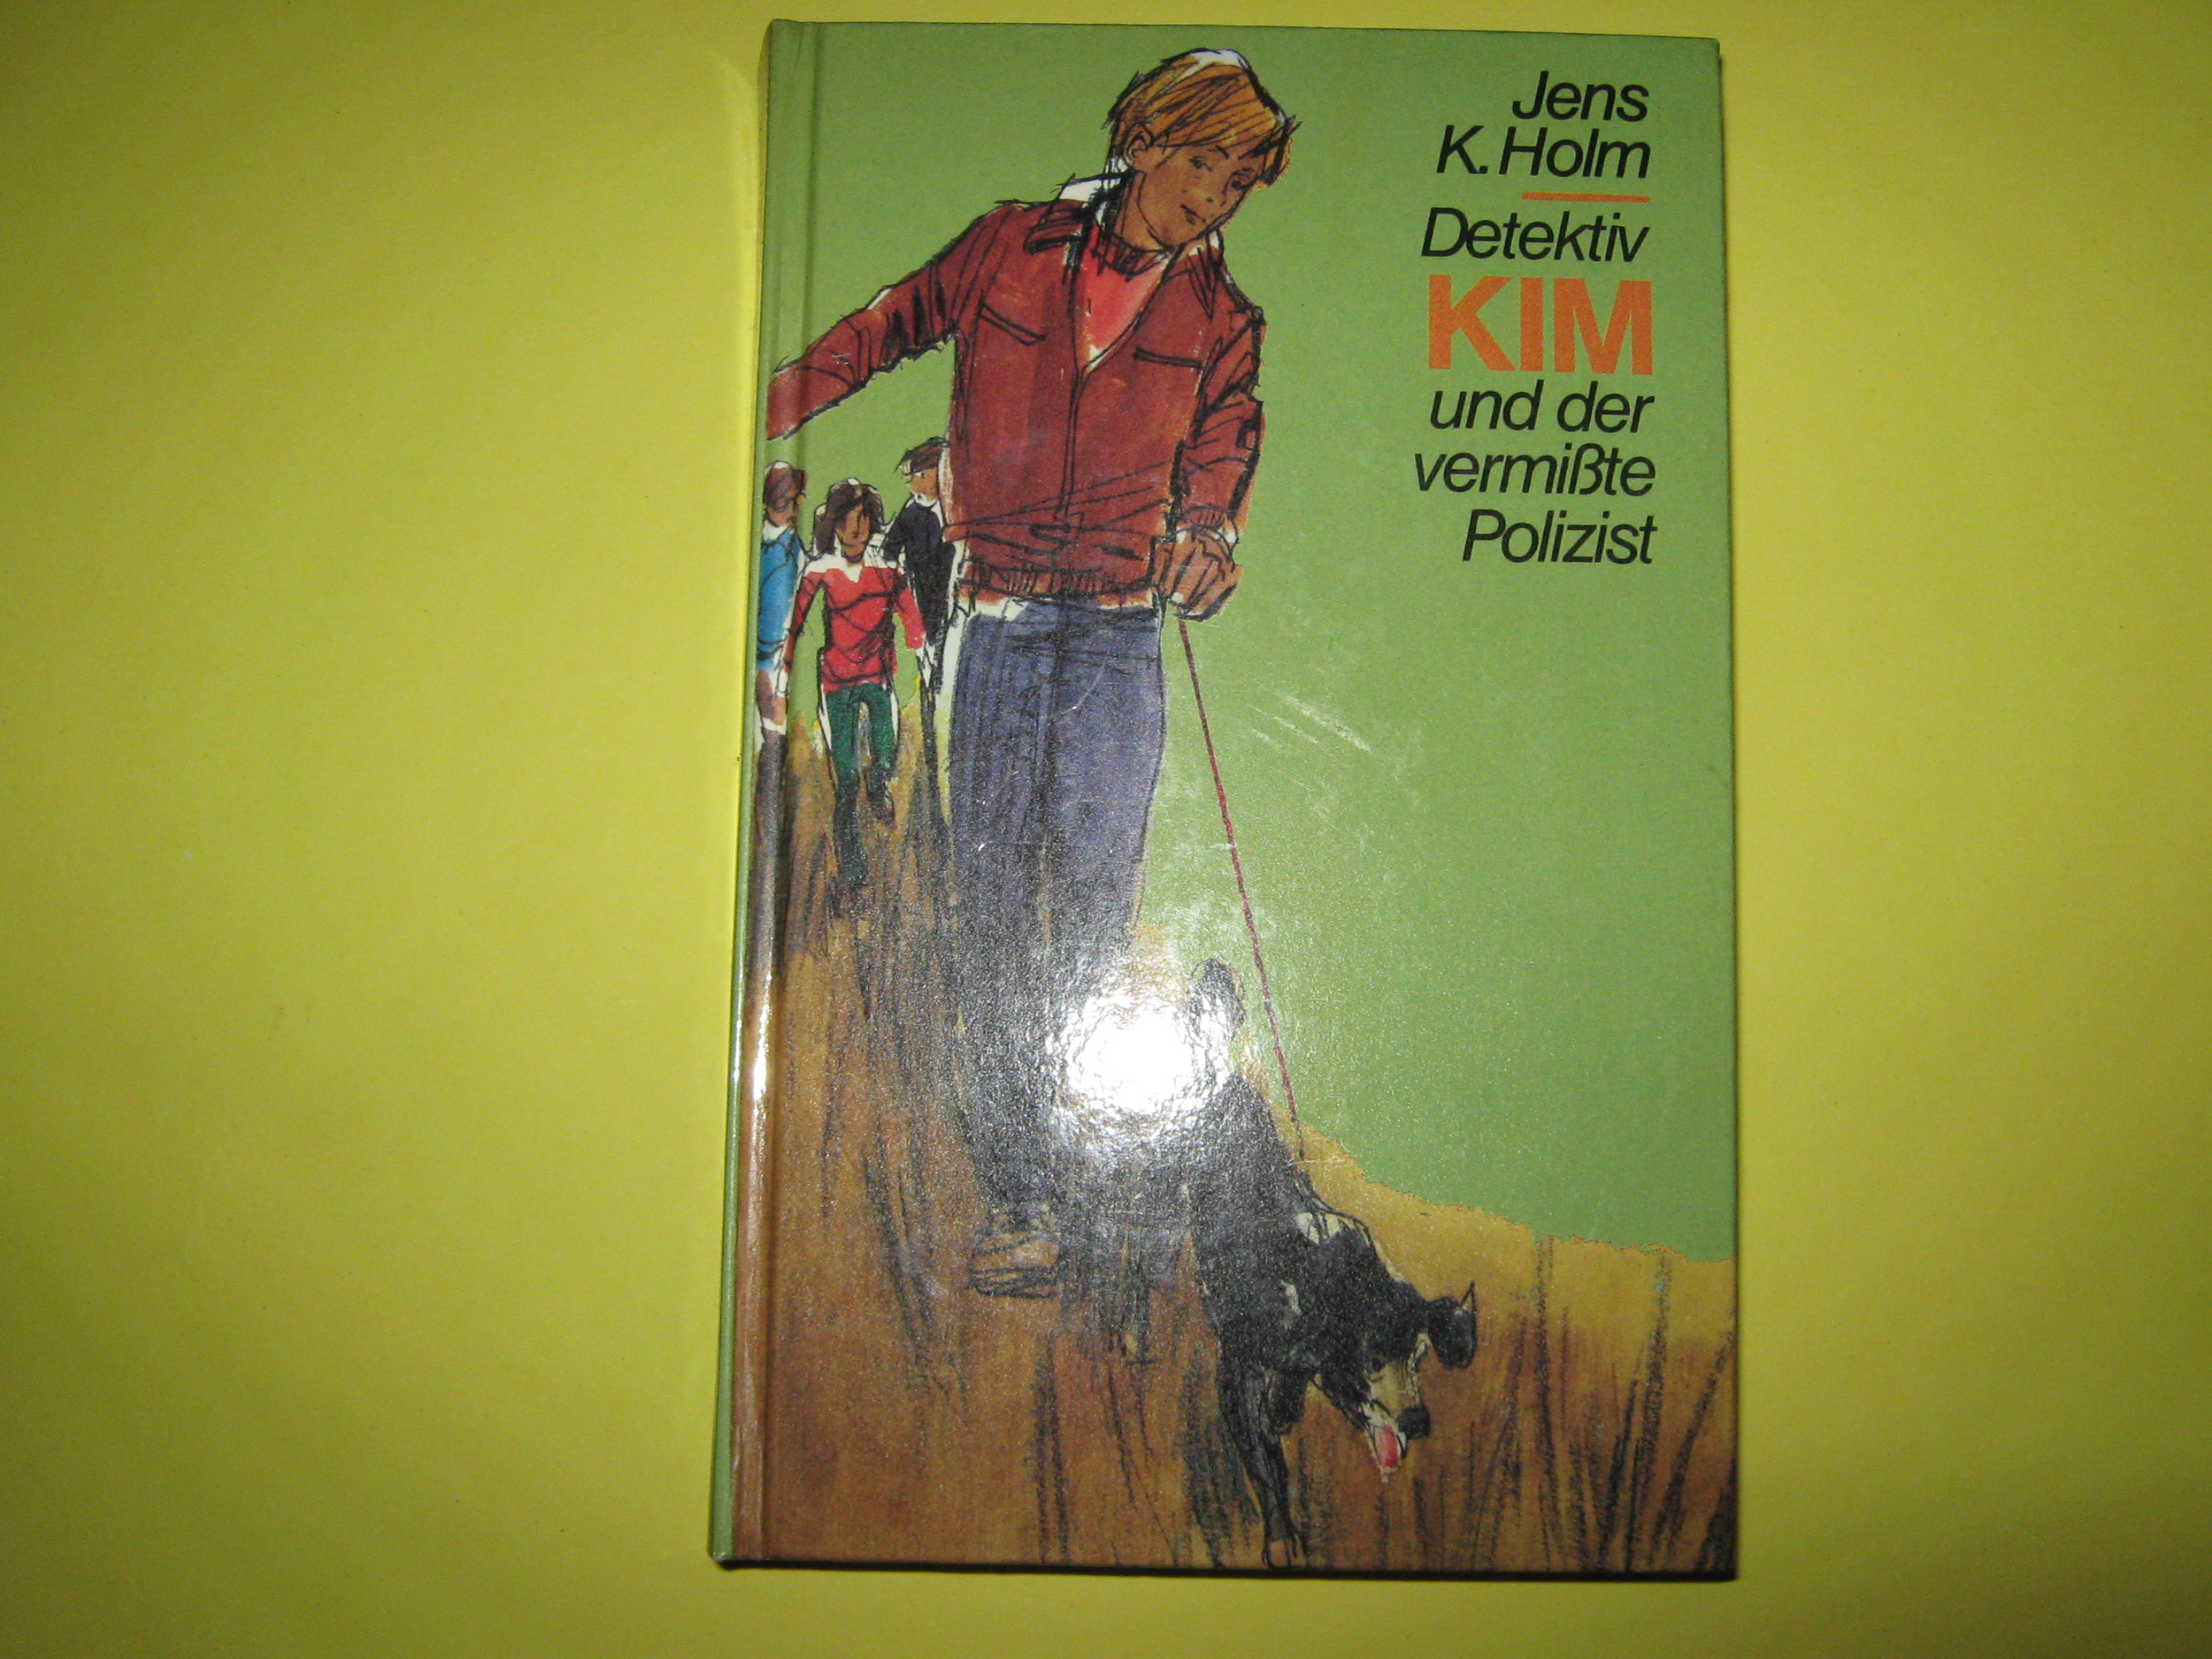 Jens
K. Holm
Detektiv
KIM
und der
vermißte
Polizist